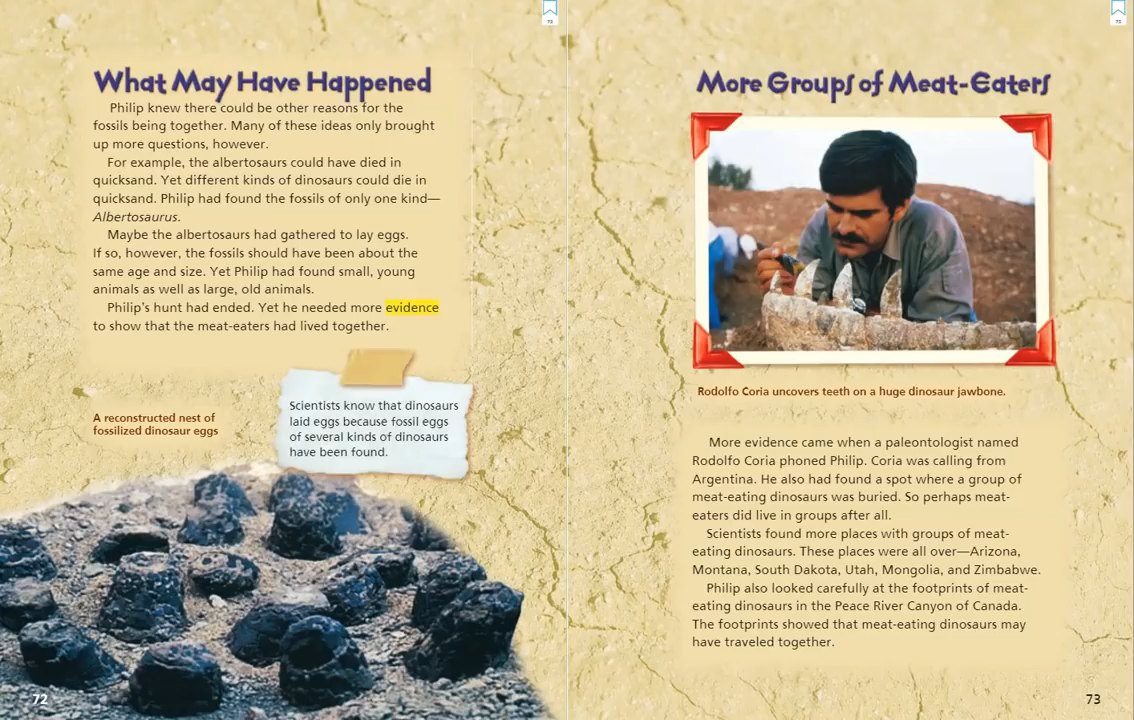 72
What May Have Happened
Philip knew there could be other reasons for the
fossils being together. Many of these ideas only brought
up more questions, however.
For example, the albertosaurs could have died in
quicksand. Yet different kinds of dinosaurs could die in
quicksand. Philip had found the fossils of only one kind—
Albertosaurus.
Maybe the albertosaurs had gathered to lay eggs.
If so, however, the fossils should have been about the
same age and size. Yet Philip had found small, young
animals as well as large, old animals.
Philip's hunt had ended. Yet he needed more evidence
to show that the meat-eaters had lived together.
A reconstructed nest of
fossilized dinosaur eggs
Scientists know that dinosaurs
laid eggs because fossil eggs
of several kinds of dinosaurs
have been found.
72
73
More Groups of Meat-Eaters
Rodolfo Coria uncovers teeth on a huge dinosaur jawbone.
More evidence came when a paleontologist named
Rodolfo Coria phoned Philip. Coria was calling from
Argentina. He also had found a spot where a group of
meat-eating dinosaurs was buried. So perhaps meat-
eaters did live in groups after all.
Scientists found more places with groups of meat-
eating dinosaurs. These places were all over—Arizona,
Montana, South Dakota, Utah, Mongolia, and Zimbabwe.
Philip also looked carefully at the footprints of meat-
eating dinosaurs in the Peace River Canyon of Canada.
The footprints showed that meat-eating dinosaurs may
have traveled together.
73